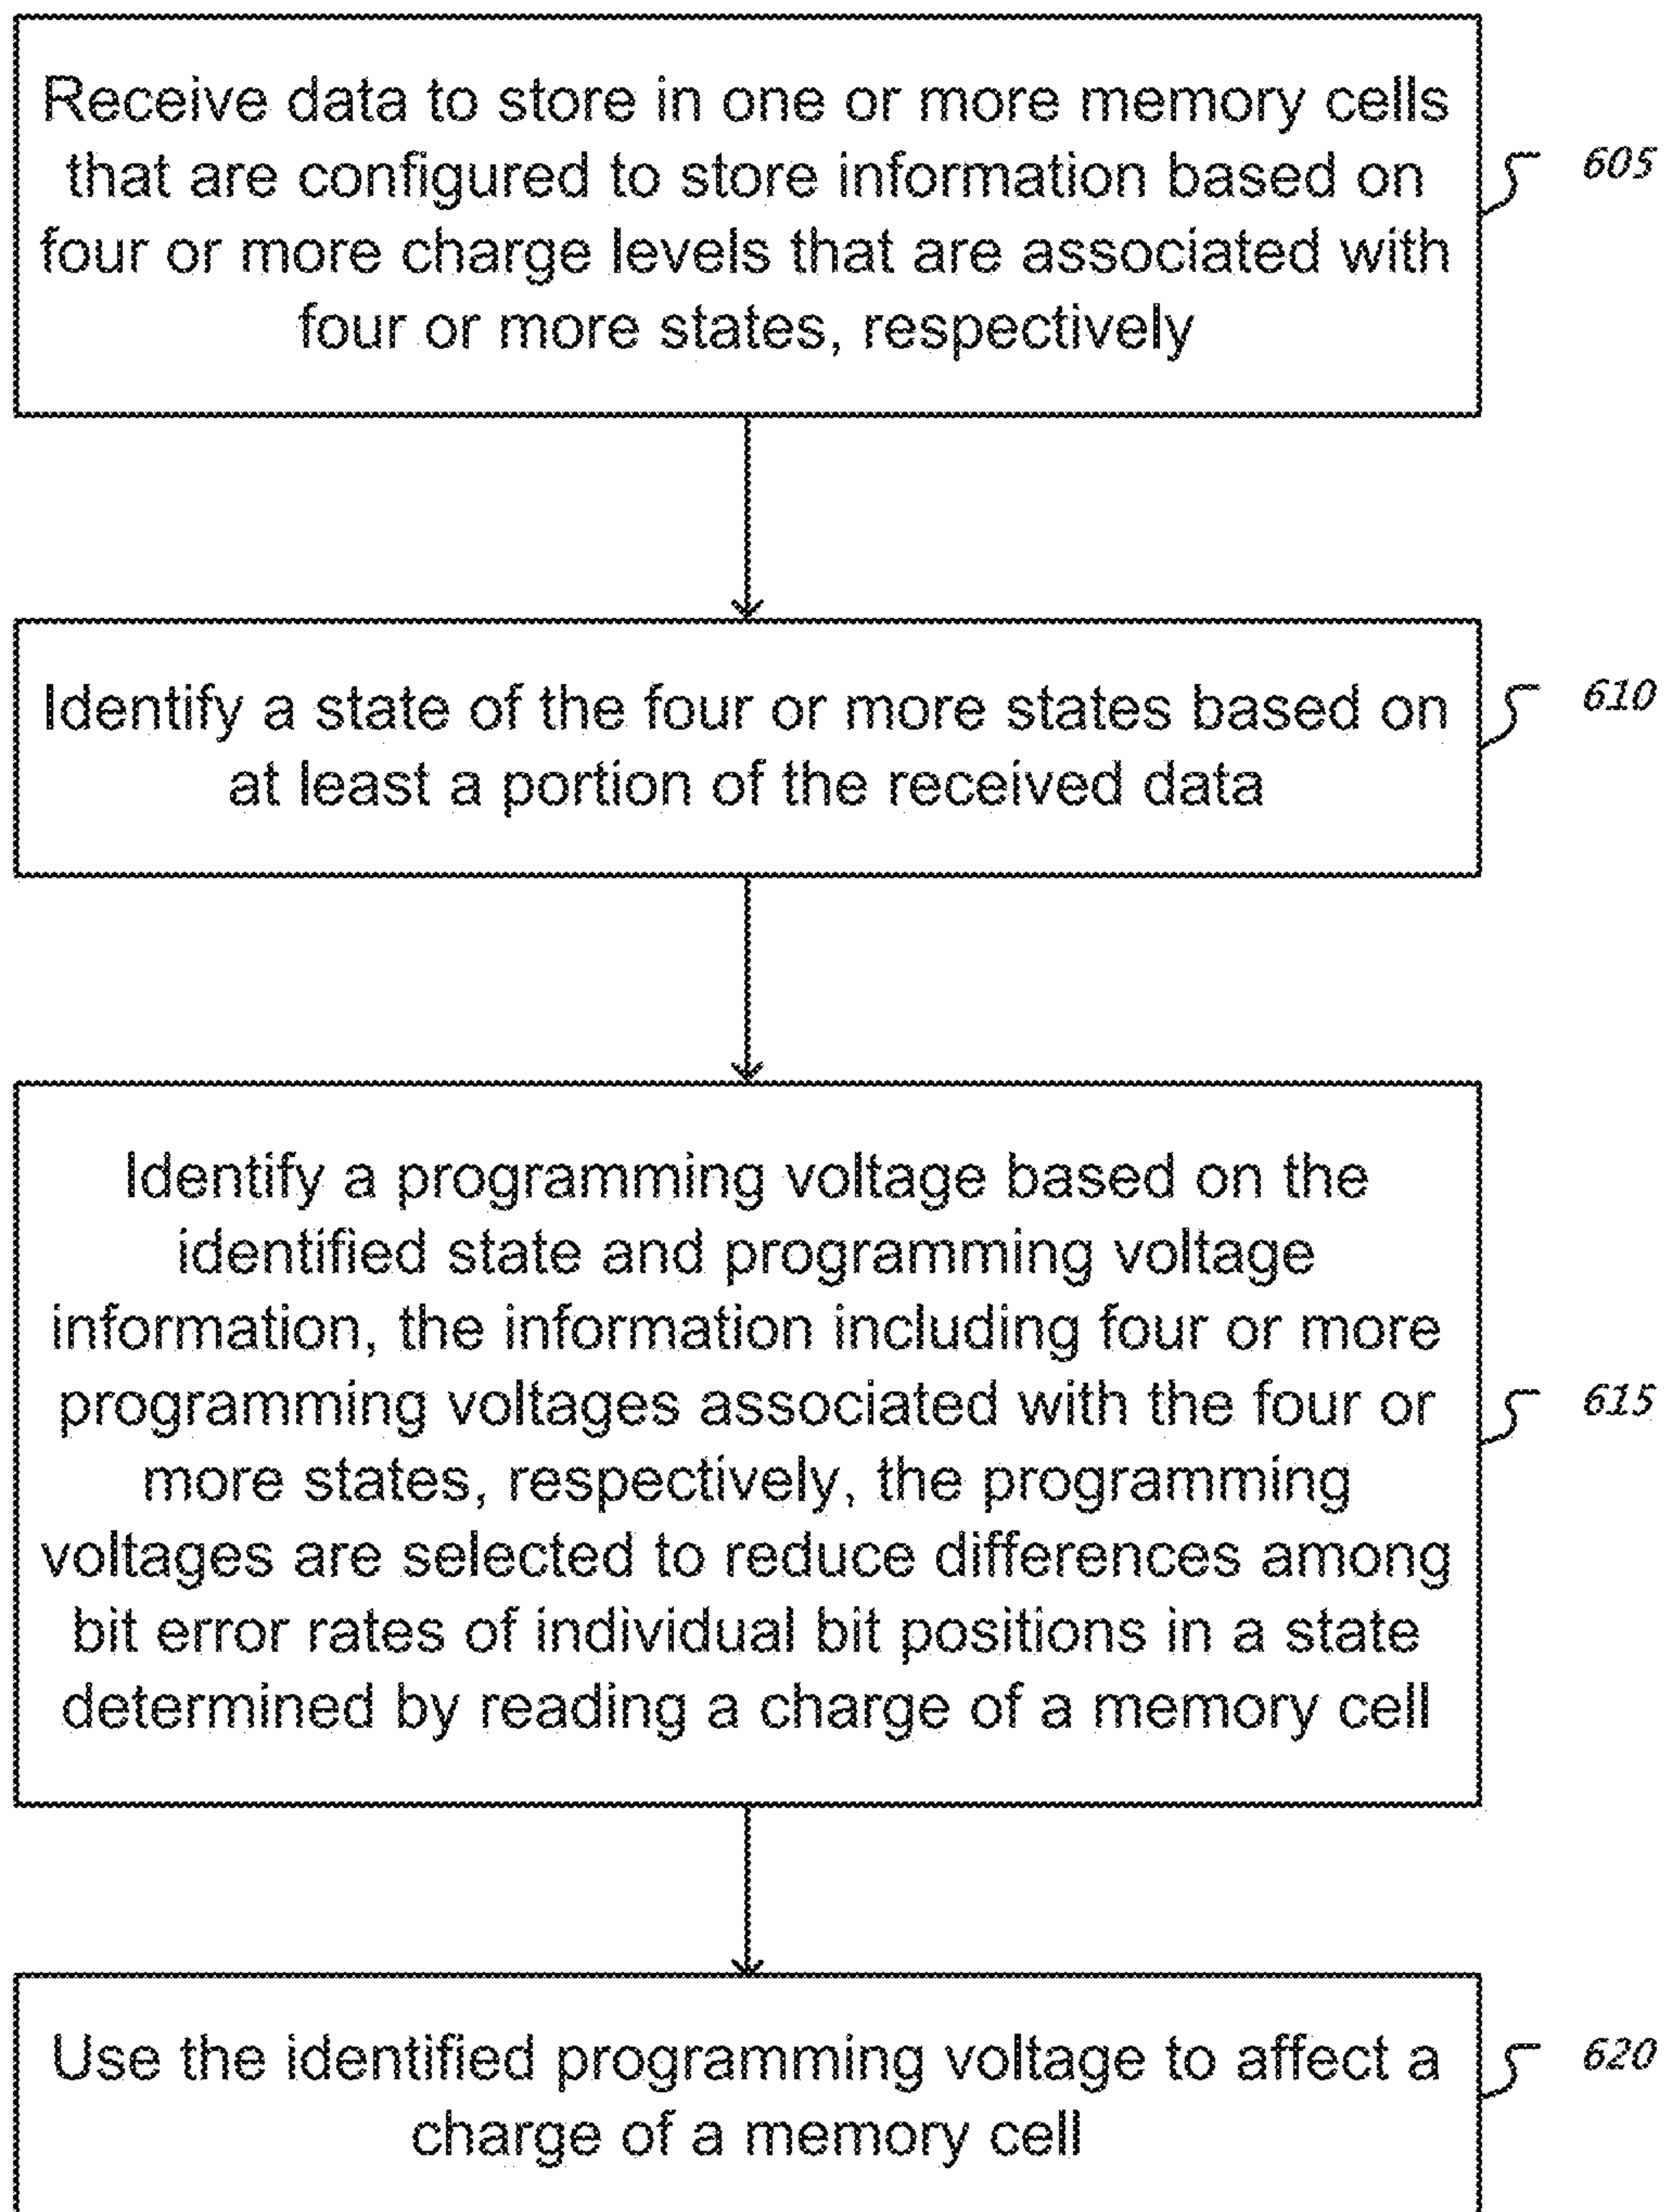 Receive data to store in one or more memory cells
that are configured to store information based on
four or more charge levels that are associated with
four or more states, respectively
605
Identify a state of the four or more states based on
at least a portion of the received data
610
Identify a programming voltage based on the
identified state and programming voltage
information, the information including four or more
programming voltages associated with the four or
more states, respectively, the programming
voltages are selected to reduce differences among
bit error rates of individual bit positions in a state
determined by reading a charge of a memory cell
615
Use the identified programming voltage to affect a
charge of a memory cell
620